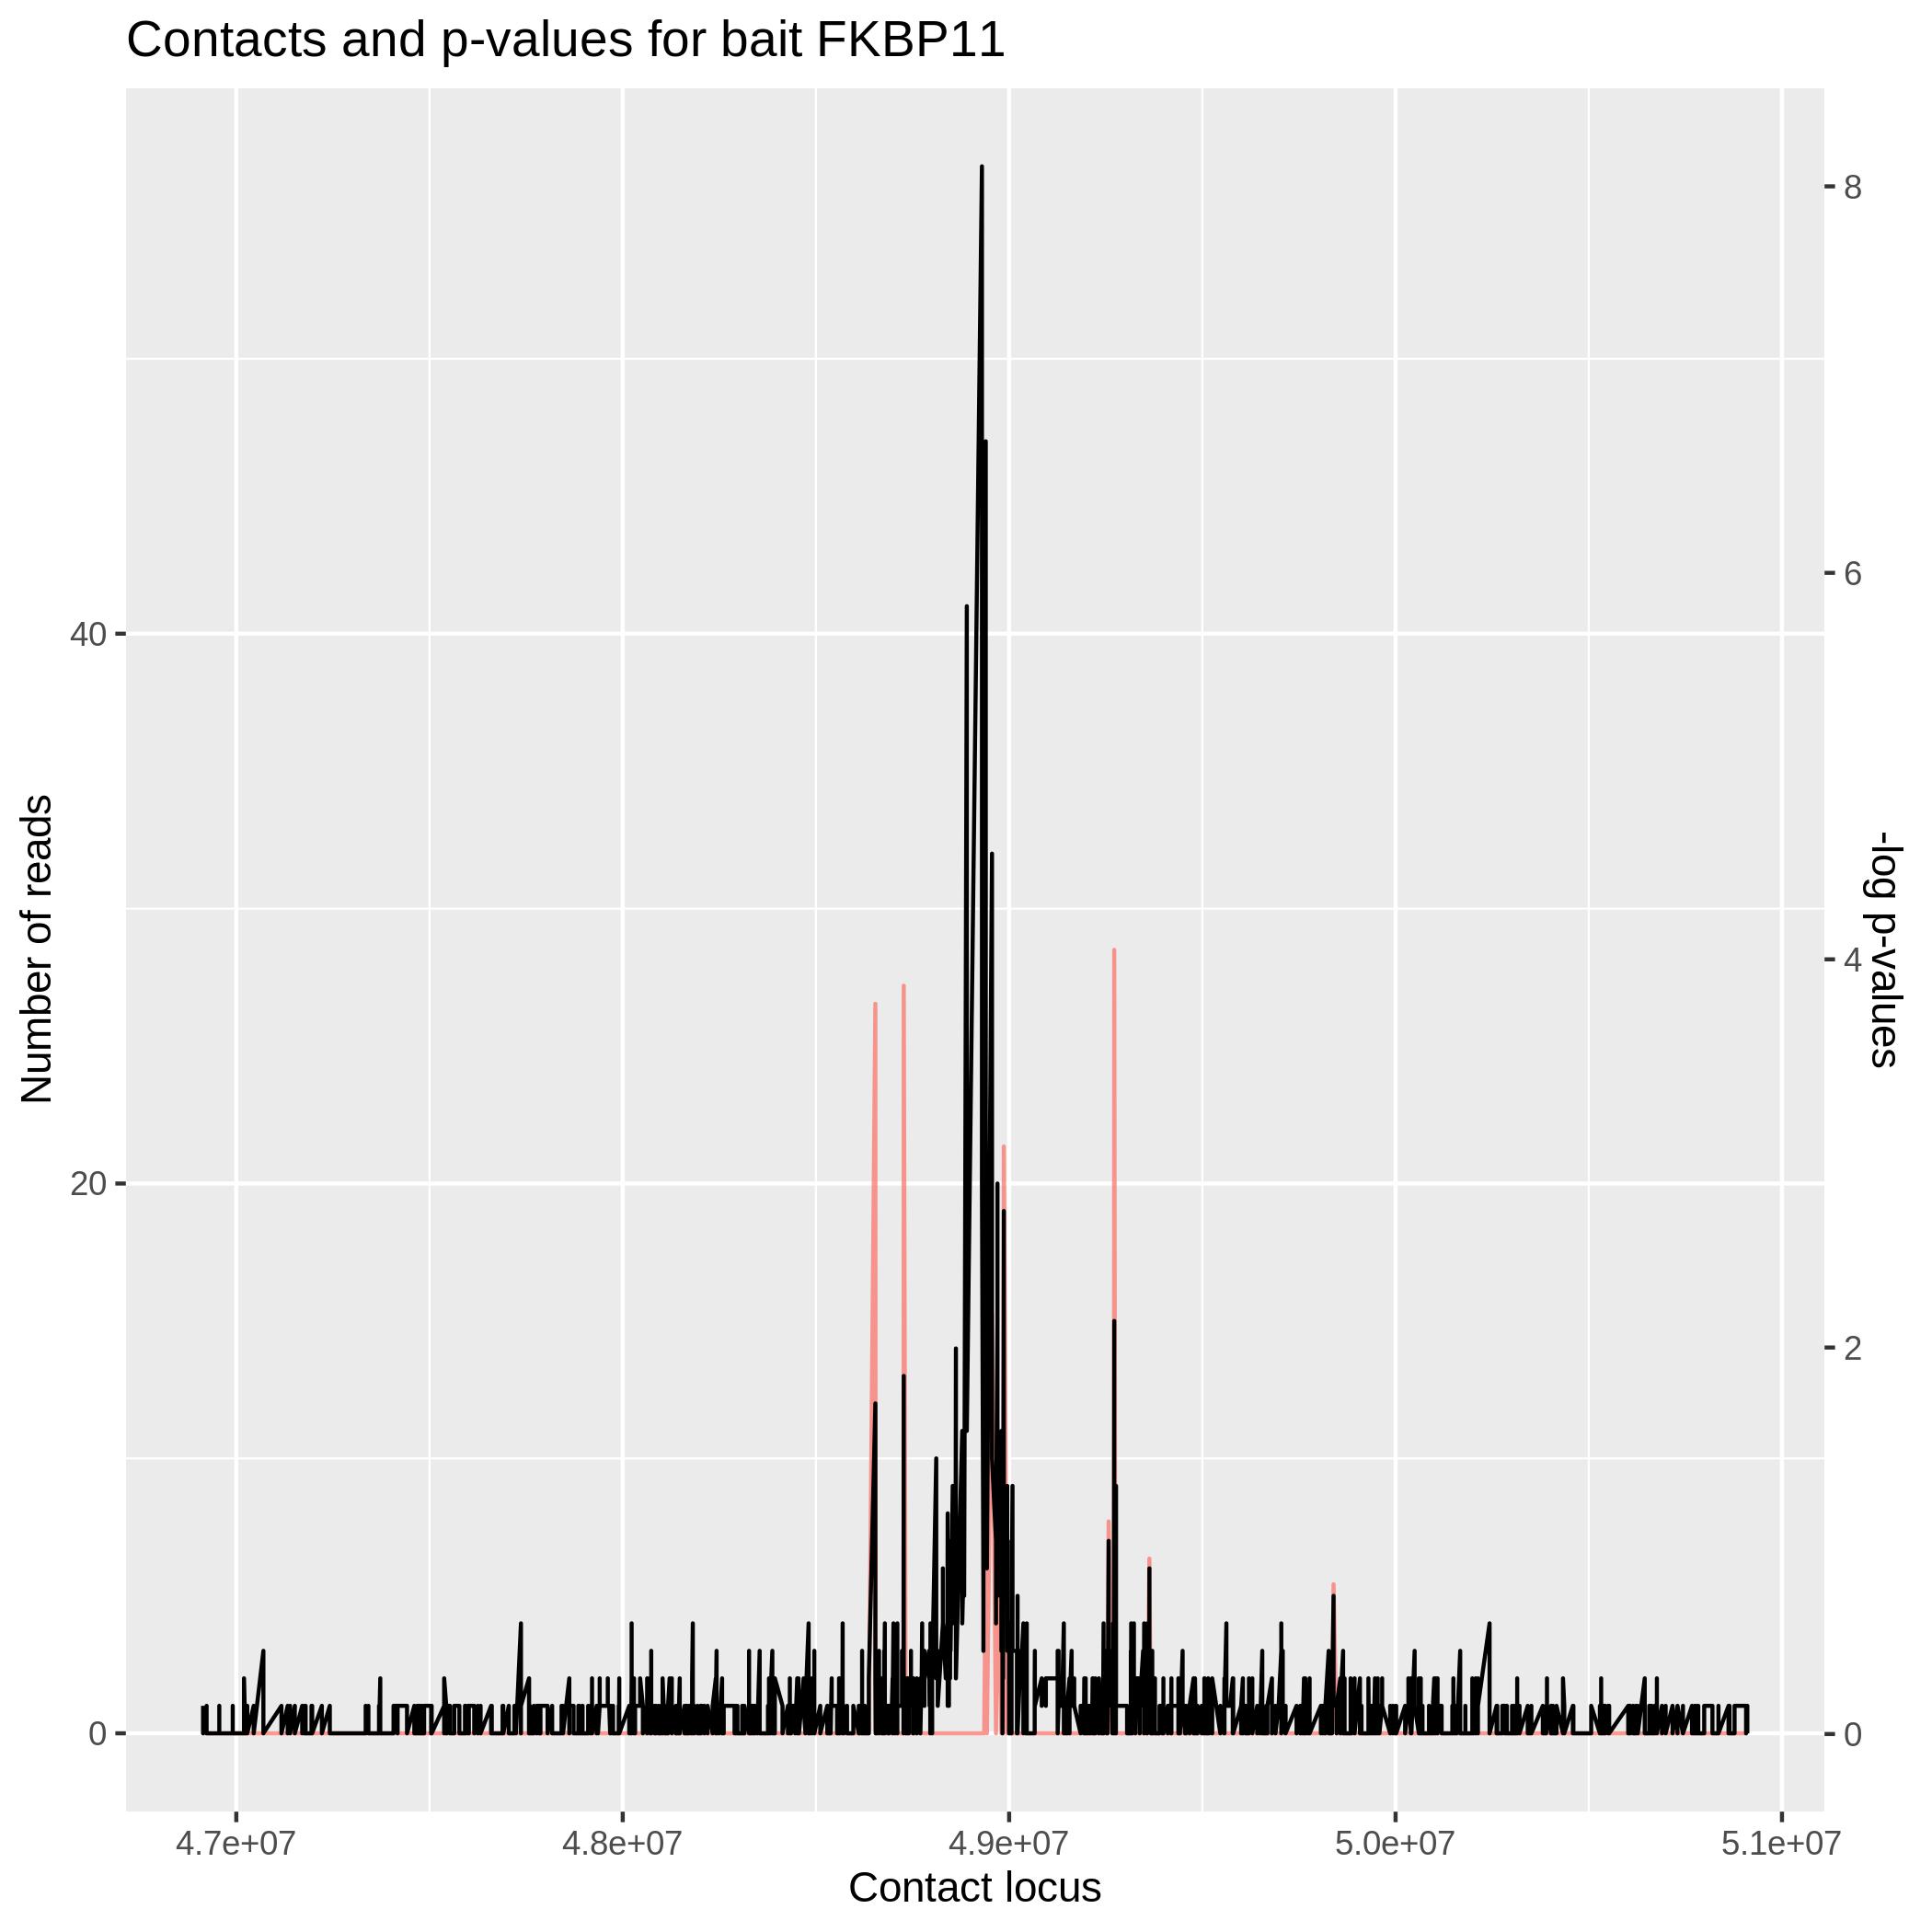 Contacts and p-values for bait FKBP11
Number of reads
40
20
0
8
6
4
2
0
-log p-values
4.7e+07
4.8e+07
4.9e+07
5.0e+07
5.1e+07
Contact locus